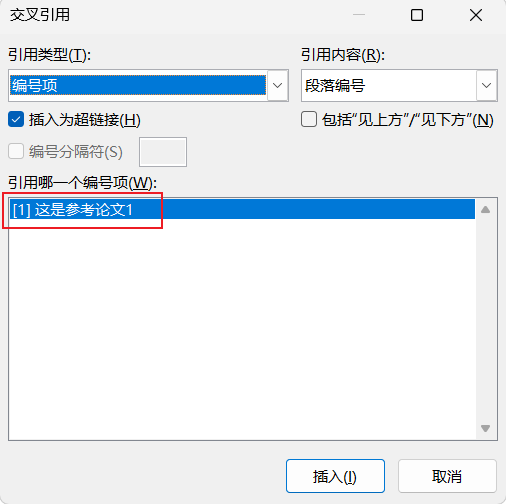 交叉引用
引用类型(T): 引用内容(R):
编号项 段落编号
插入为超链接(H) 包括“见上方”/“见下方”(N)
编号分隔符(S)
引用哪一个编号项(W):
[1] 这是参考论文1
插入(I) 取消